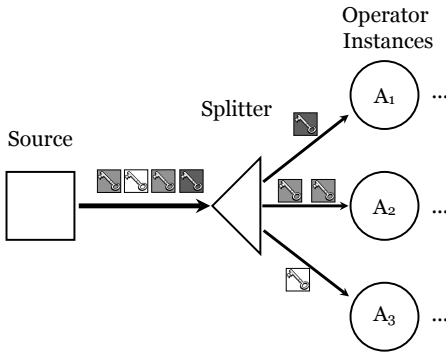 Operator
Instances
Splitter
Source
A₁
...
A₂
...
A₃
...